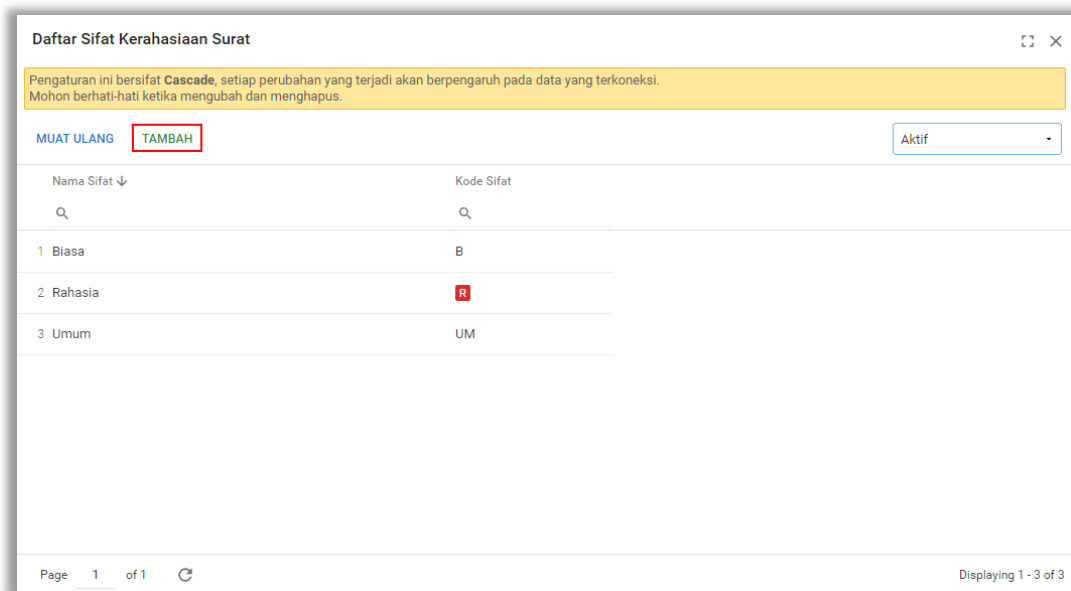 Daftar Sifat Kerahasiaan Surat
Pengaturan ini bersifat Cascade, setiap perubahan yang terjadi akan berpengaruh pada data yang terkoneksi.
Mohon berhati-hati ketika mengubah dan menghapus.
MUAT ULANG TAMBAH Aktif
Nama Sifat Kode Sifat
1 Biasa B
2 Rahasia R
3 Umum UM
Page 1 of 1 Displaying 1 - 3 of 3